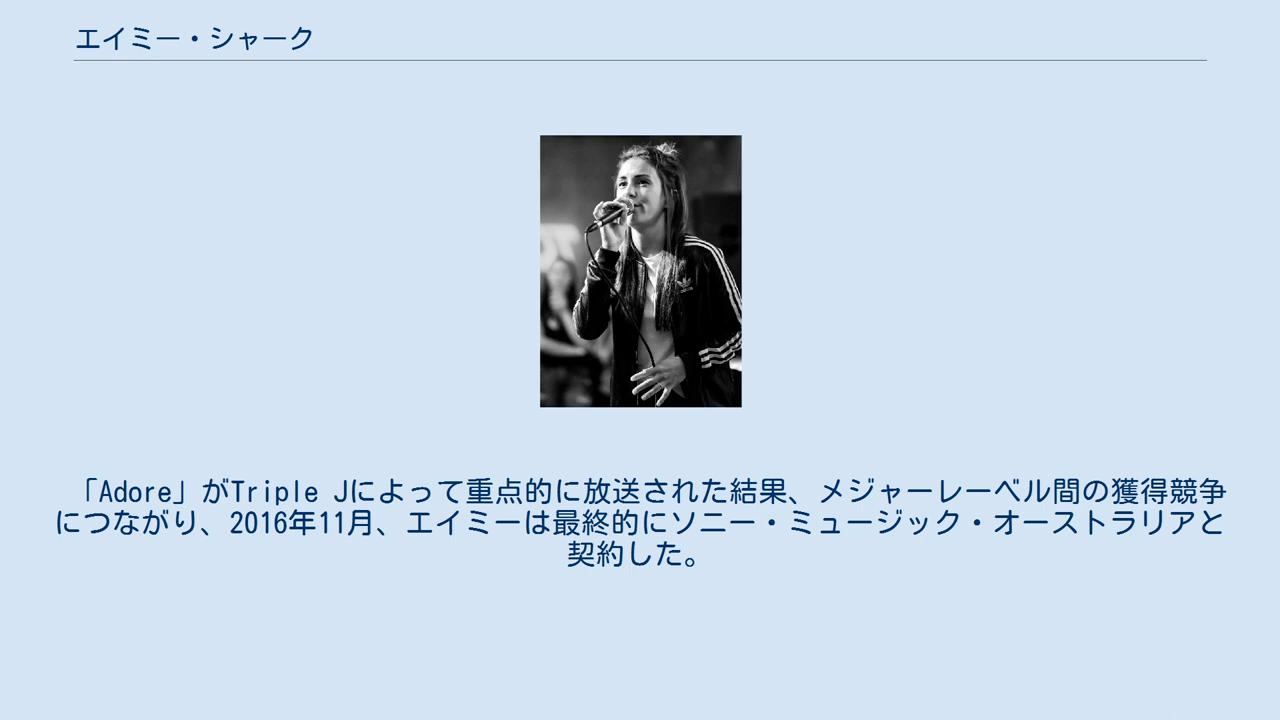 エイミー・シャーク
「Adore」がTriple Jによって重点的に放送された結果、メジャーレーベル間の獲得競争
につながり、2016年11月、エイミーは最終的にソニー・ミュージック・オーストラリアと
契約した。